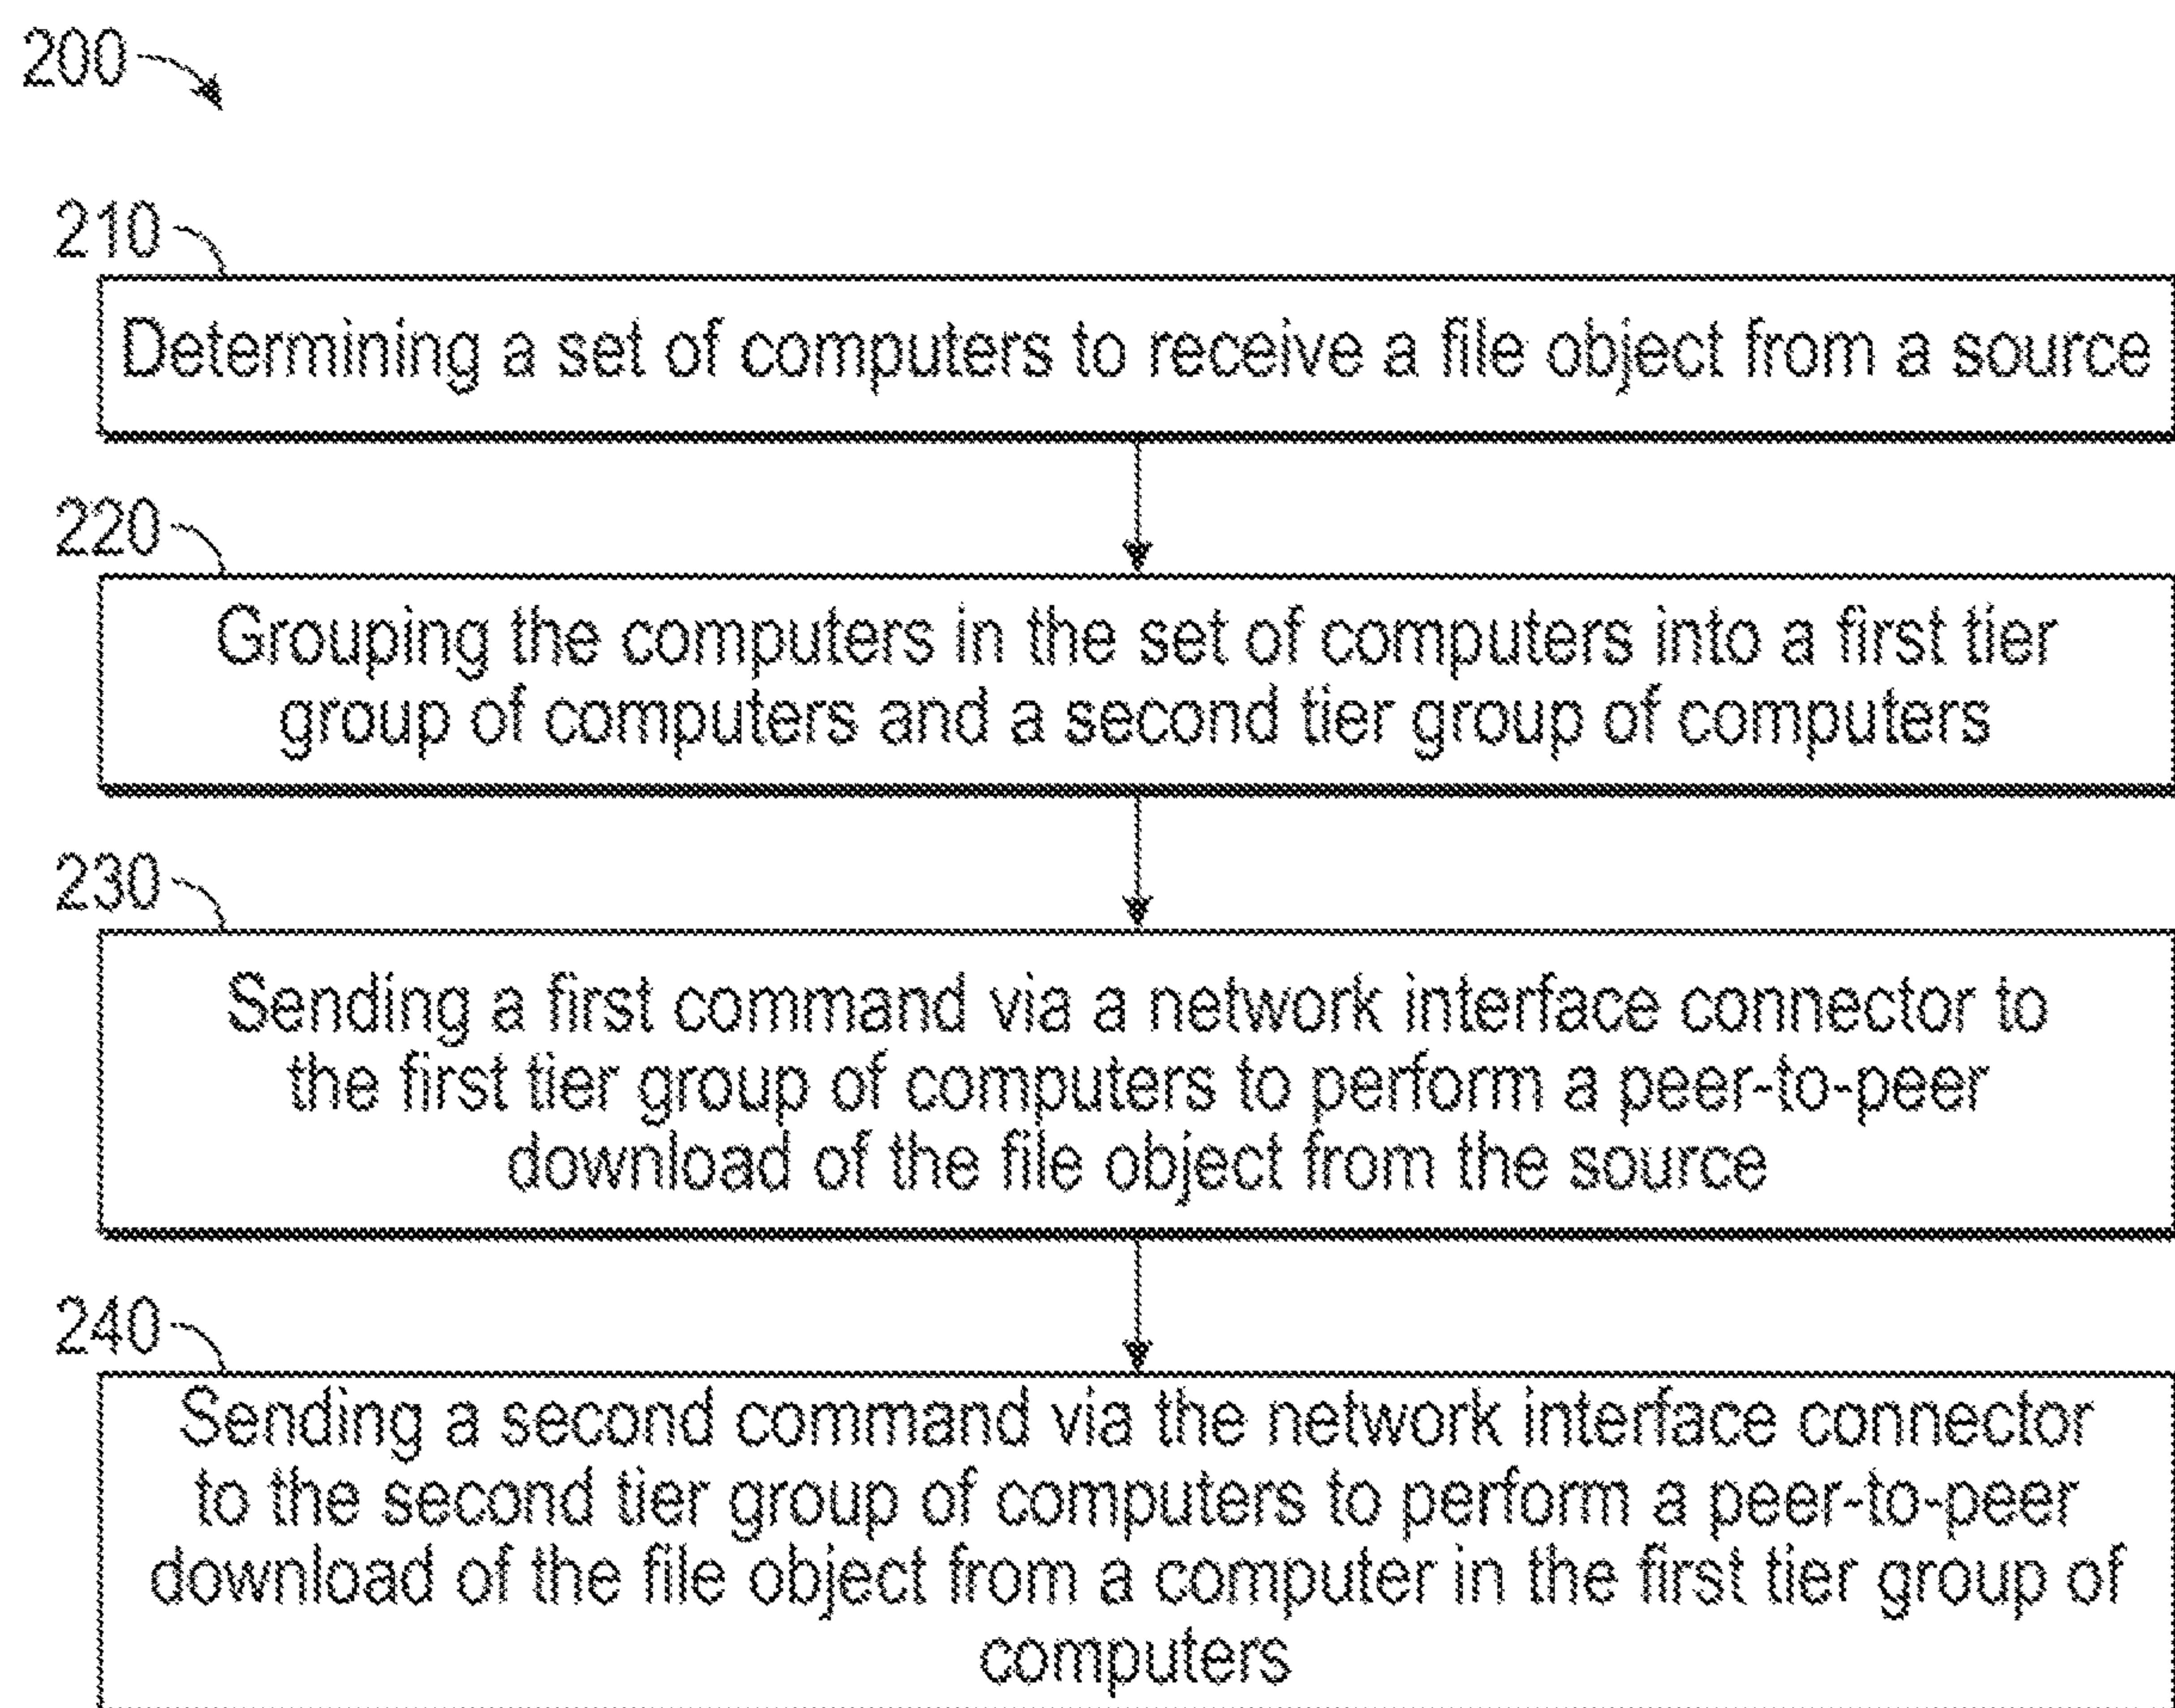 200
210
Determining a set of computers to receive a file object from a source
220
Grouping the computers in the set of computers into a first tier
group of computers and a second tier group of computers
230
Sending a first command via a network interface connector to
the first tier group of computers to perform a peer-to-peer
download of the file object from the source
240
Sending a second command via the network interface connector
to the second tier group of computers to perform a peer-to-peer
download of the file object from a computer in the first tier group of
computers